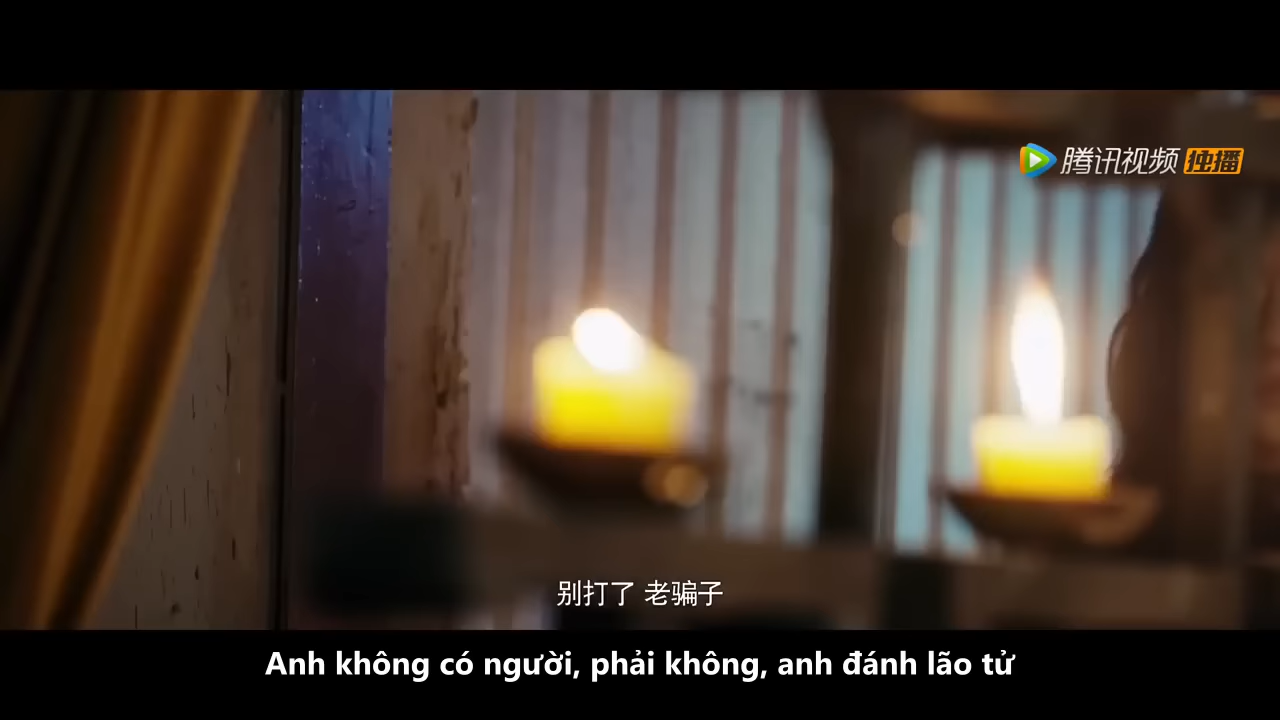 腾讯视频 独播
别打了 老骗子
Anh không có người, phải không, anh đánh lão tử